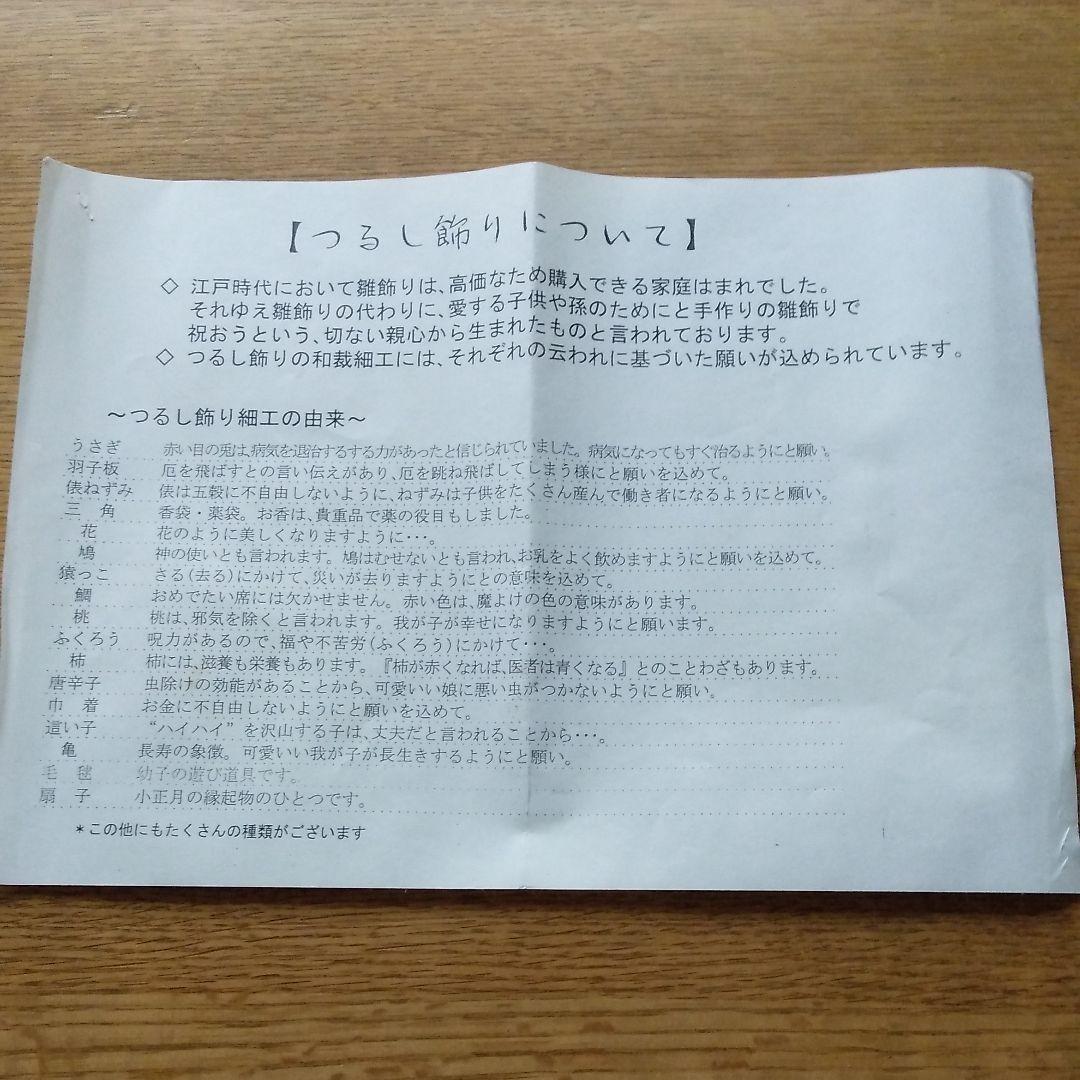 【つるし飾りについて】
◇ 江戸時代において雛飾りは、高価なため購入できる家庭はまれでした。
それゆえ雛飾りの代わりに、愛する子供や孫のためにと手作りの雛飾りで
祝おうという、切ない親心から生まれたものと言われております。
◇ つるし飾りの和裁細工には、それぞれの云われに基づいた願いが込められています。
～つるし飾り細工の由来～
うさぎ 赤い目の兎は、病気を退治するする力があったと信じられていました。病気になってもすぐ治るようにと願い。
羽子板 厄を飛ばすとの言い伝えがあり、厄を跳ね飛ばしてしまう様にと願いを込めて。
俵ねずみ 俵は五穀に不自由しないように、ねずみは子供をたくさん産んで働き者になるようにと願い。
三 角 香袋・薬袋。お香は、貴重品で薬の役目もしました。
花 花のように美しくなりますように・・・。
鳩 神の使いとも言われます。鳩はむせないとも言われ、お乳をよく飲めますようにと願いを込めて。
猿っこ さる(去る)にかけて、災いが去りますようにとの意味を込めて。
鯛 おめでたい席には欠かせません。赤い色は、魔よけの色の意味があります。
桃 桃は、邪気を除くと言われます。我が子が幸せになりますようにと願います。
ふくろう 呪力があるので、福や不苦労(ふくろう)にかけて・・・。
柿 柿には、滋養も栄養もあります。『柿が赤くなれば、医者は青くなる』とのことわざもあります。
唐辛子 虫除けの効能があることから、可愛いい娘に悪い虫がつかないようにと願い。
巾 着 お金に不自由しないようにと願いを込めて。
這い子 “ハイハイ”を沢山する子は、丈夫だと言われることから・・・。
亀 長寿の象徴。可愛いい我が子が長生きするようにと願い。
毛 毬 幼子の遊び道具です。
扇 子 小正月の縁起物のひとつです。
＊この他にもたくさんの種類がございます